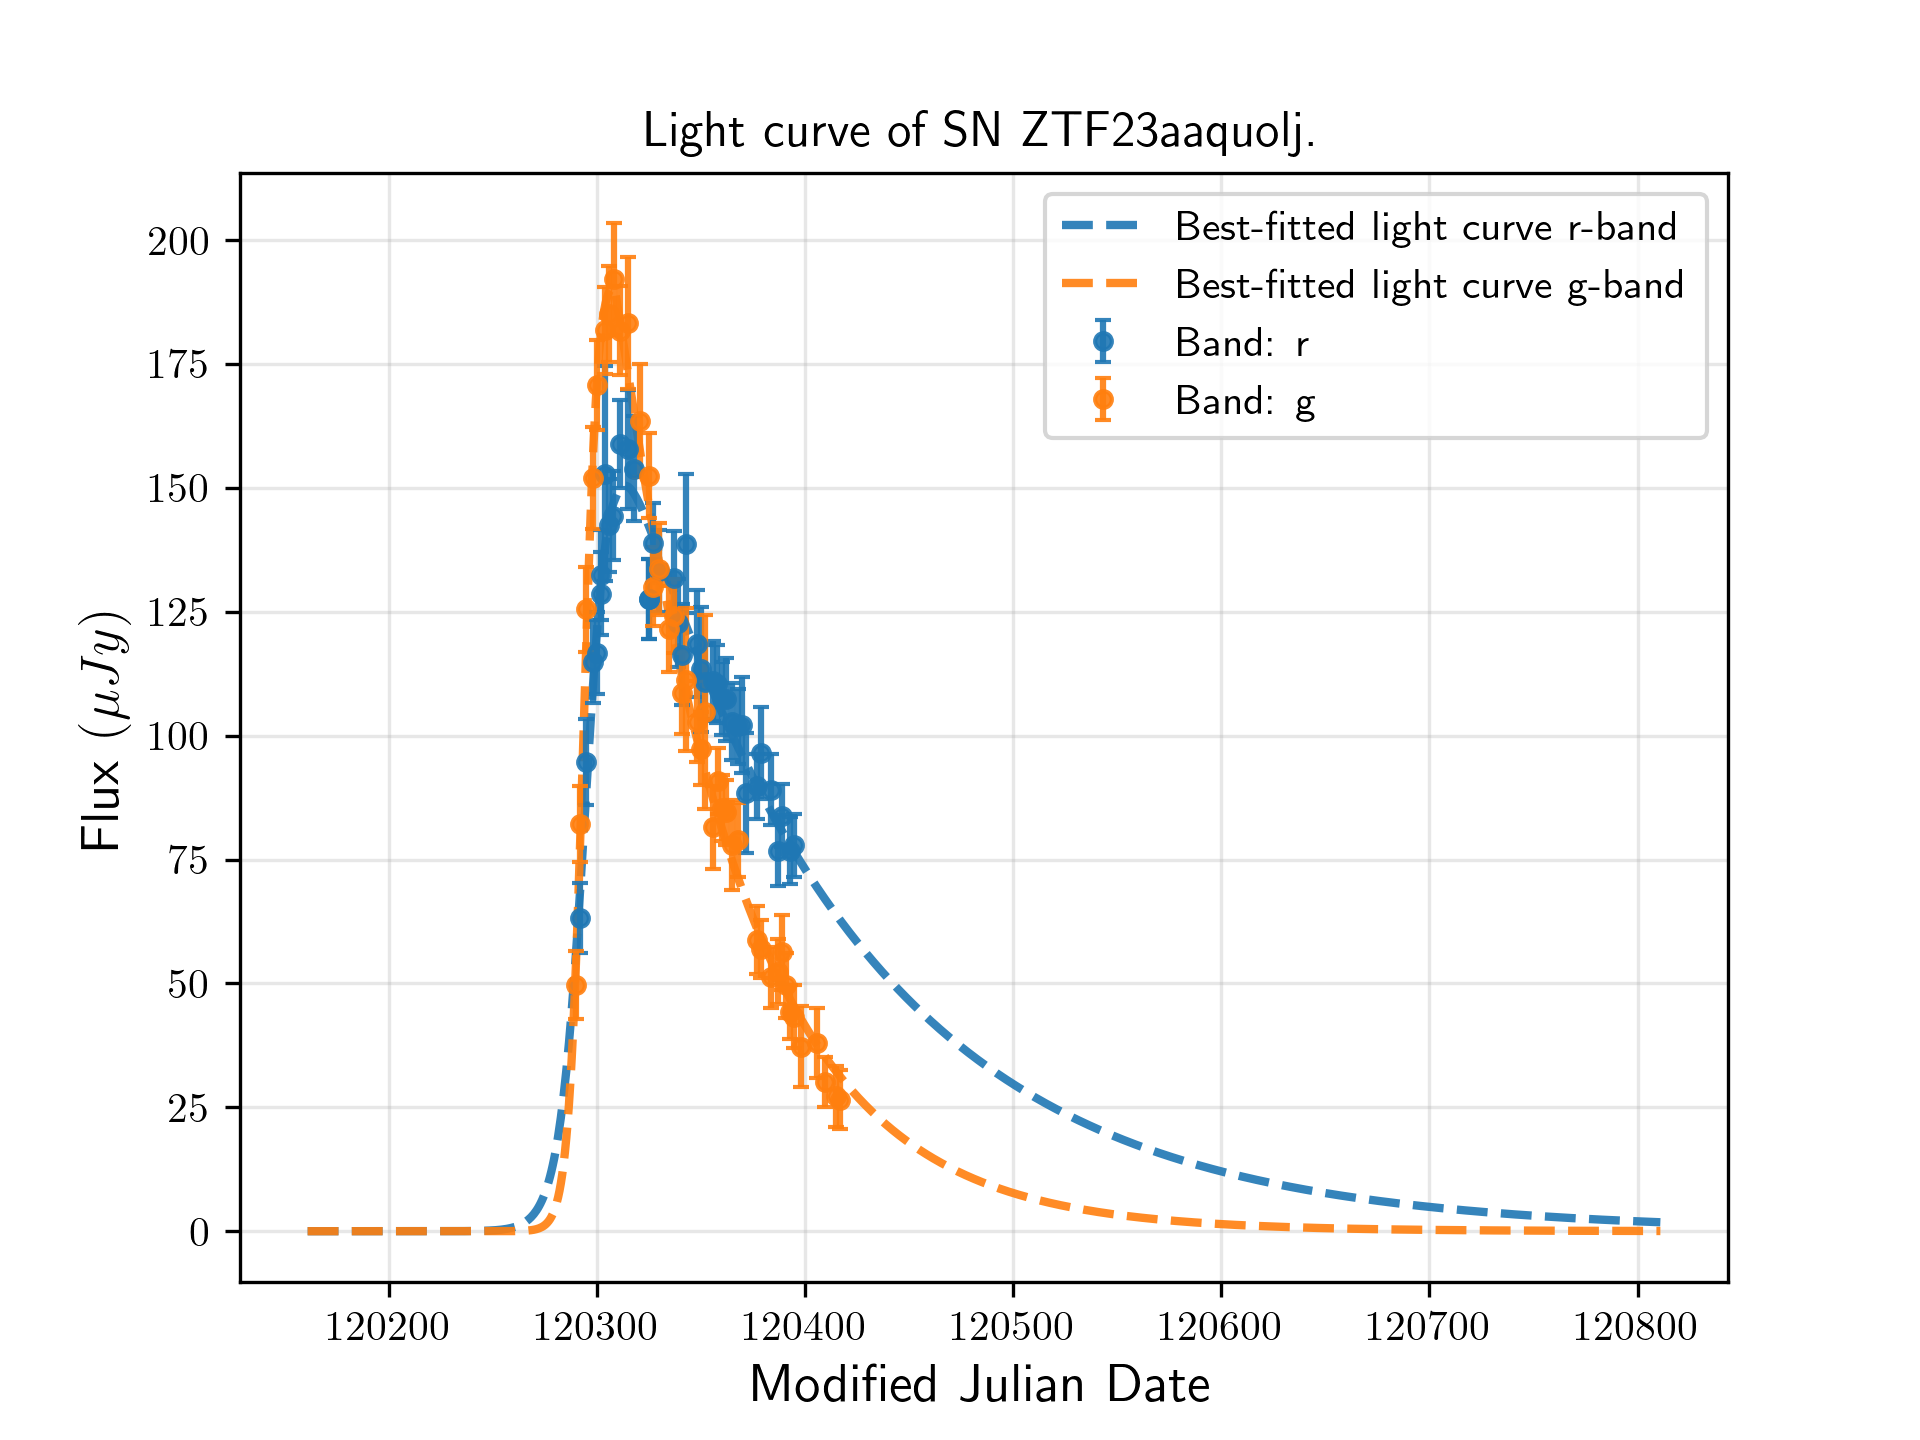 Light curve of SN ZTF23aaquolj.
Best-fitted light curve r-band
Best-fitted light curve g-band
Band: r
Band: g
200
175
150
125
100
75
50
25
0
Flux (μJy)
120200 120300 120400 120500 120600 120700 120800
Modified Julian Date